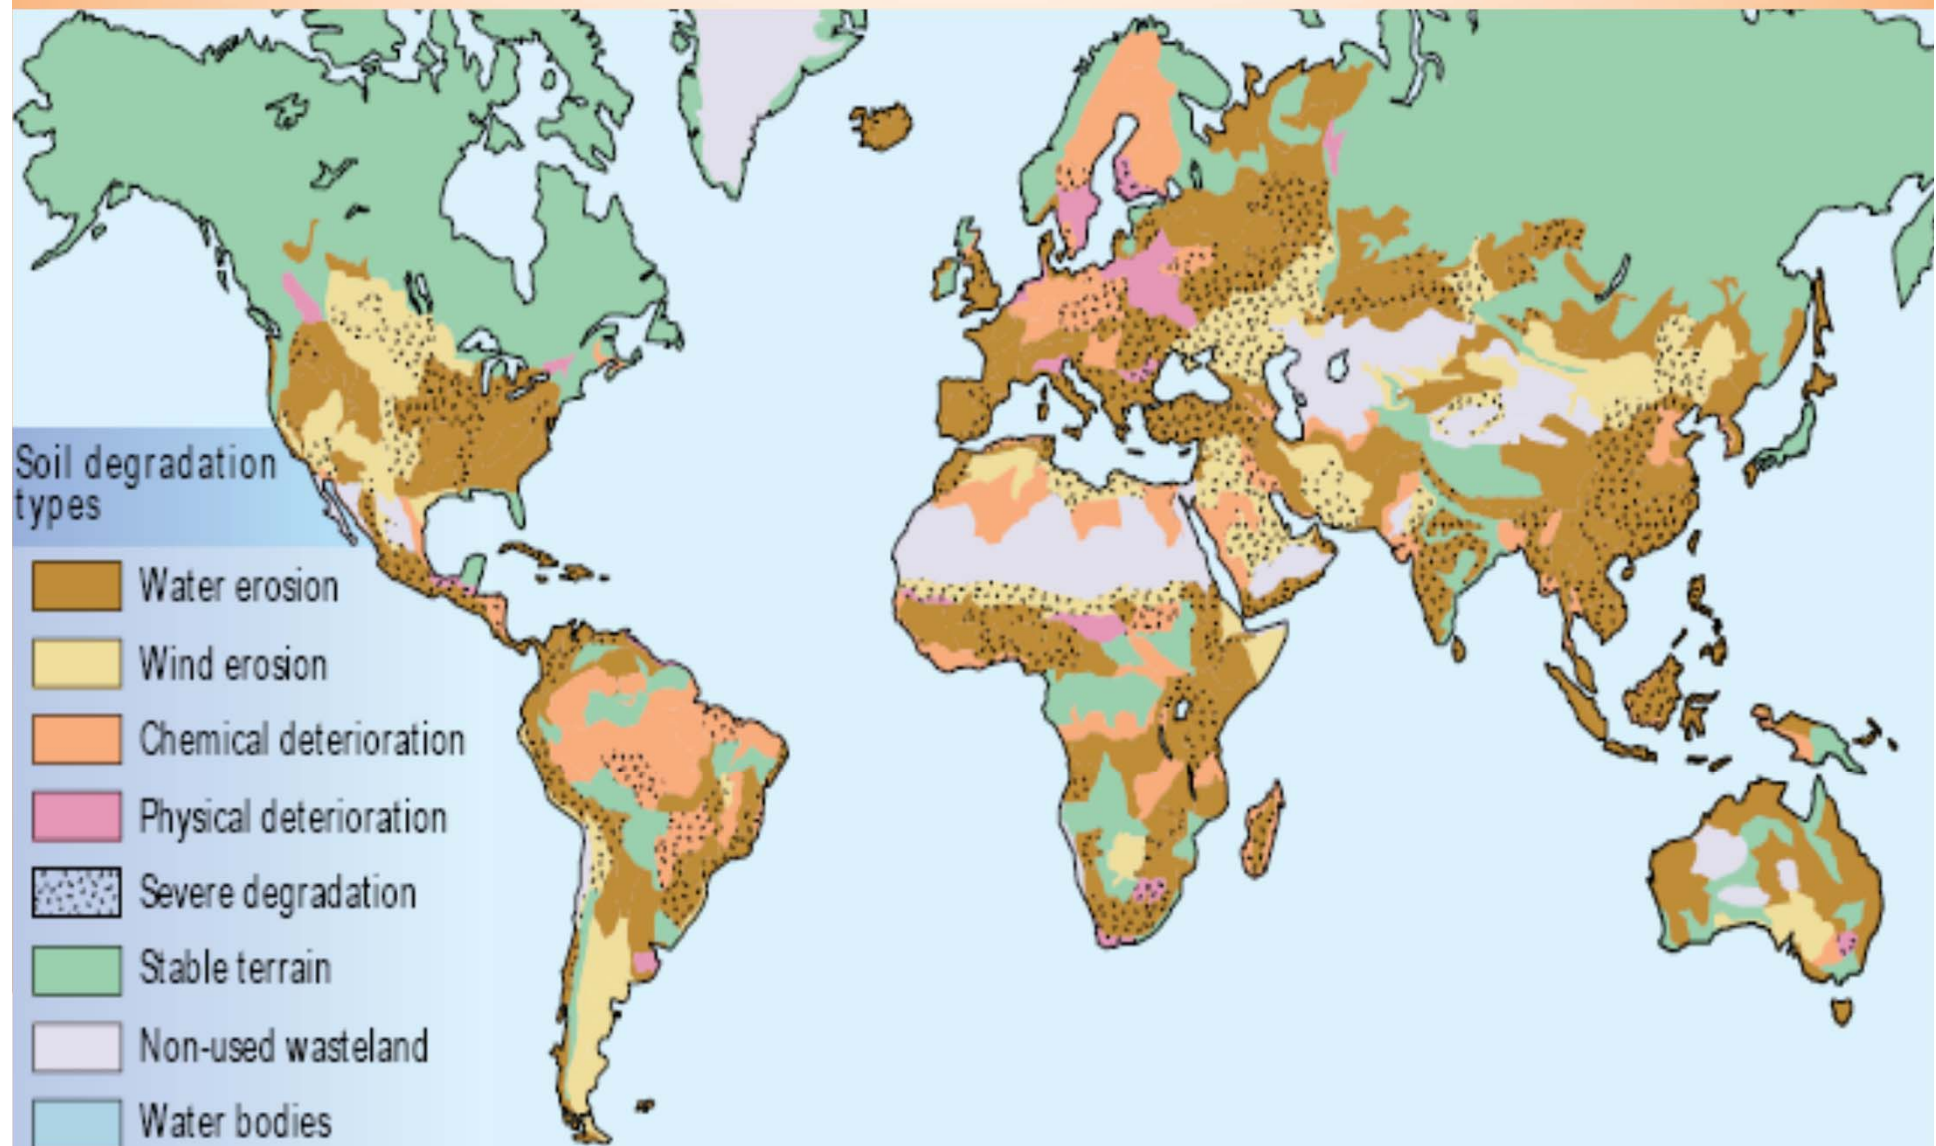 Soil degradation
types
Water erosion
Wind erosion
Chemical deterioration
Physical deterioration
Severe degradation
Stable terrain
Non-used wasteland
Water bodies